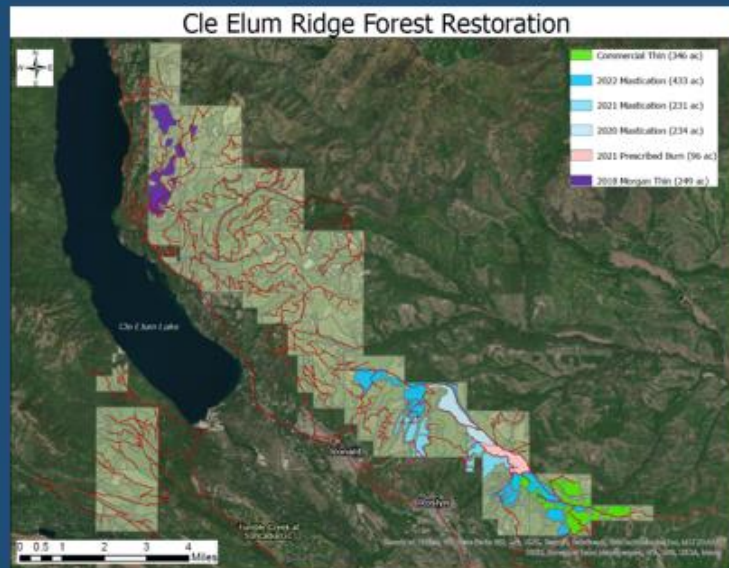 Cle Elum Ridge Forest Restoration
N
W
E
S
Commercial Thin (346 ac)
2022 Mastication (433 ac)
2021 Mastication (231 ac)
2020 Mastication (234 ac)
2021 Prescribed Burn (96 ac)
2018 Morgan Thin (249 ac)
Cle Elum Lake
Ronald
Roslyn
0 0.5 1 2 3 4
Miles